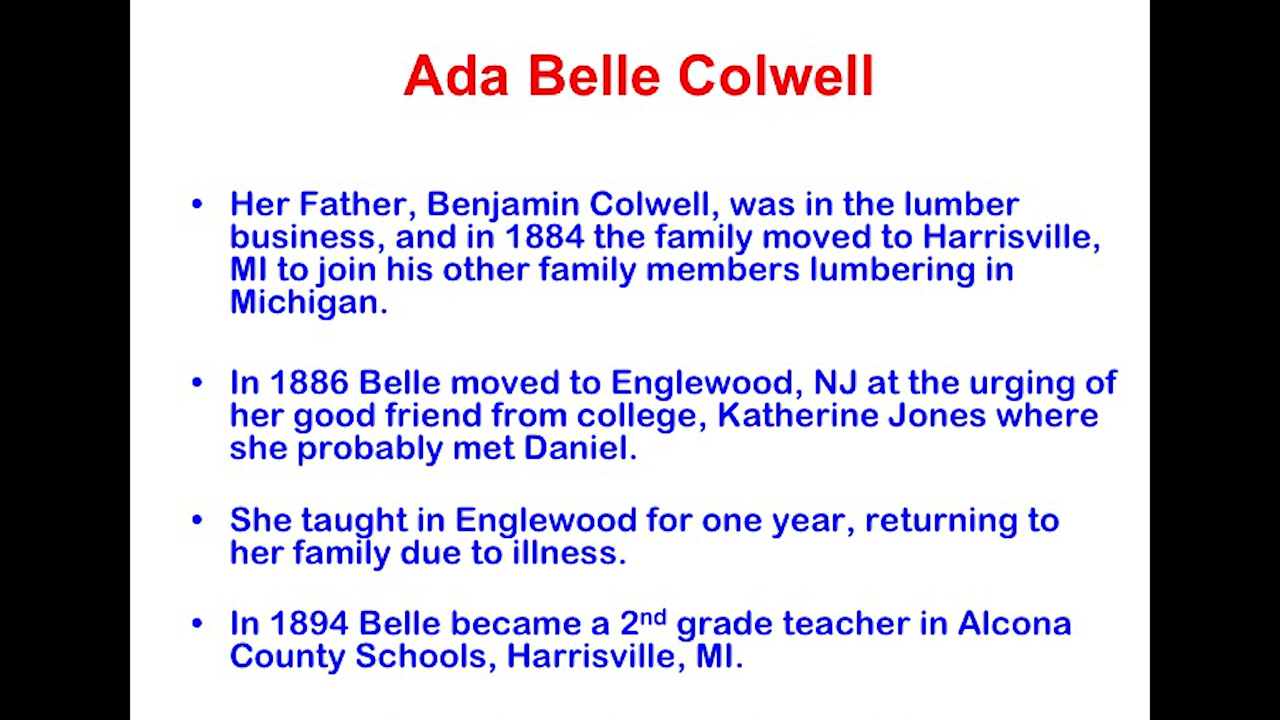 Ada Belle Colwell
• Her Father, Benjamin Colwell, was in the lumber
business, and in 1884 the family moved to Harrisville,
MI to join his other family members lumbering in
Michigan.
• In 1886 Belle moved to Englewood, NJ at the urging of
her good friend from college, Katherine Jones where
she probably met Daniel.
• She taught in Englewood for one year, returning to
her family due to illness.
• In 1894 Belle became a 2nd grade teacher in Alcona
County Schools, Harrisville, MI.